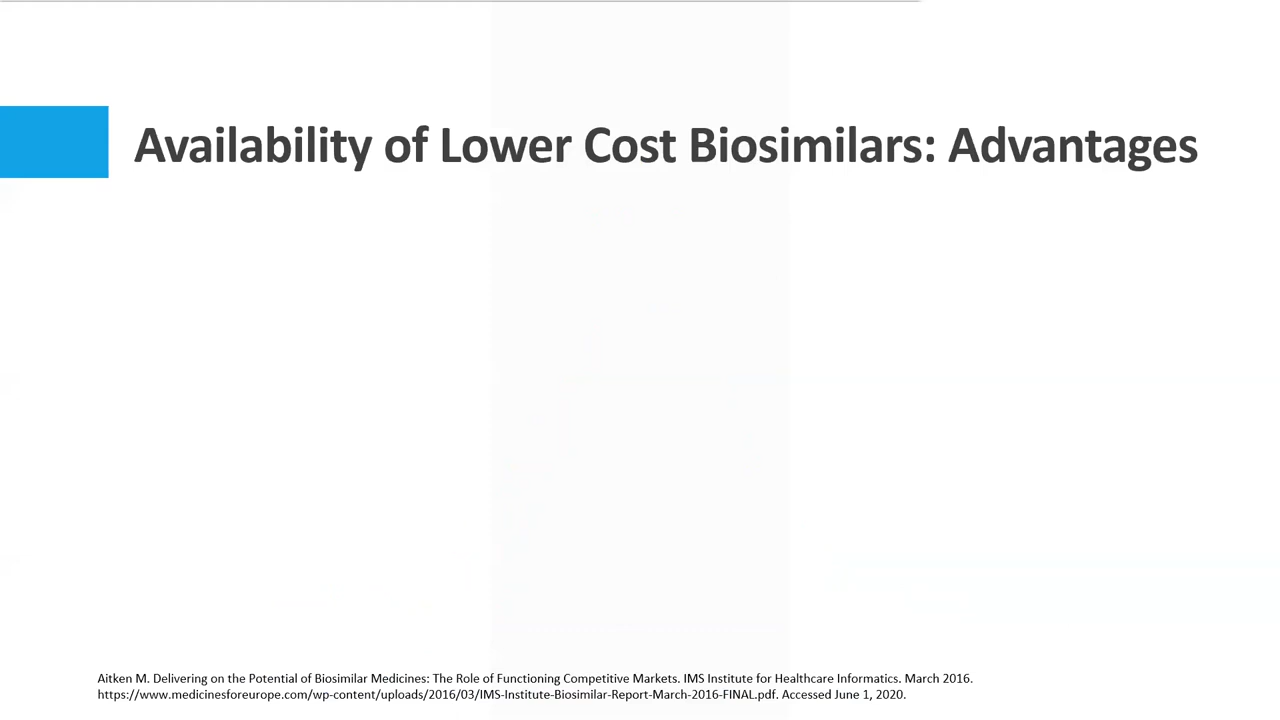 Availability of Lower Cost Biosimilars: Advantages
Aitken M. Delivering on the Potential of Biosimilar Medicines: The Role of Functioning Competitive Markets. IMS Institute for Healthcare Informatics. March 2016.
https://www.medicinesforeurope.com/wp-content/uploads/2016/03/IMS-Institute-Biosimilar-Report-March-2016-FINAL.pdf. Accessed June 1, 2020.